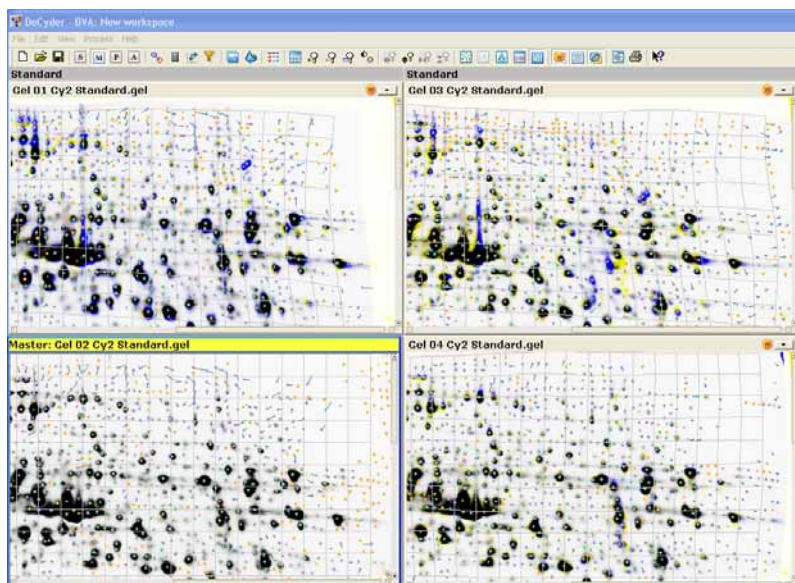 DeCyder - BVA: New workspace
File Edit View Process Help
S M P A
Standard
Standard
Gel 01 Cy2 Standard.gel
Gel 03 Cy2 Standard.gel
Master: Gel 02 Cy2 Standard.gel
Gel 04 Cy2 Standard.gel